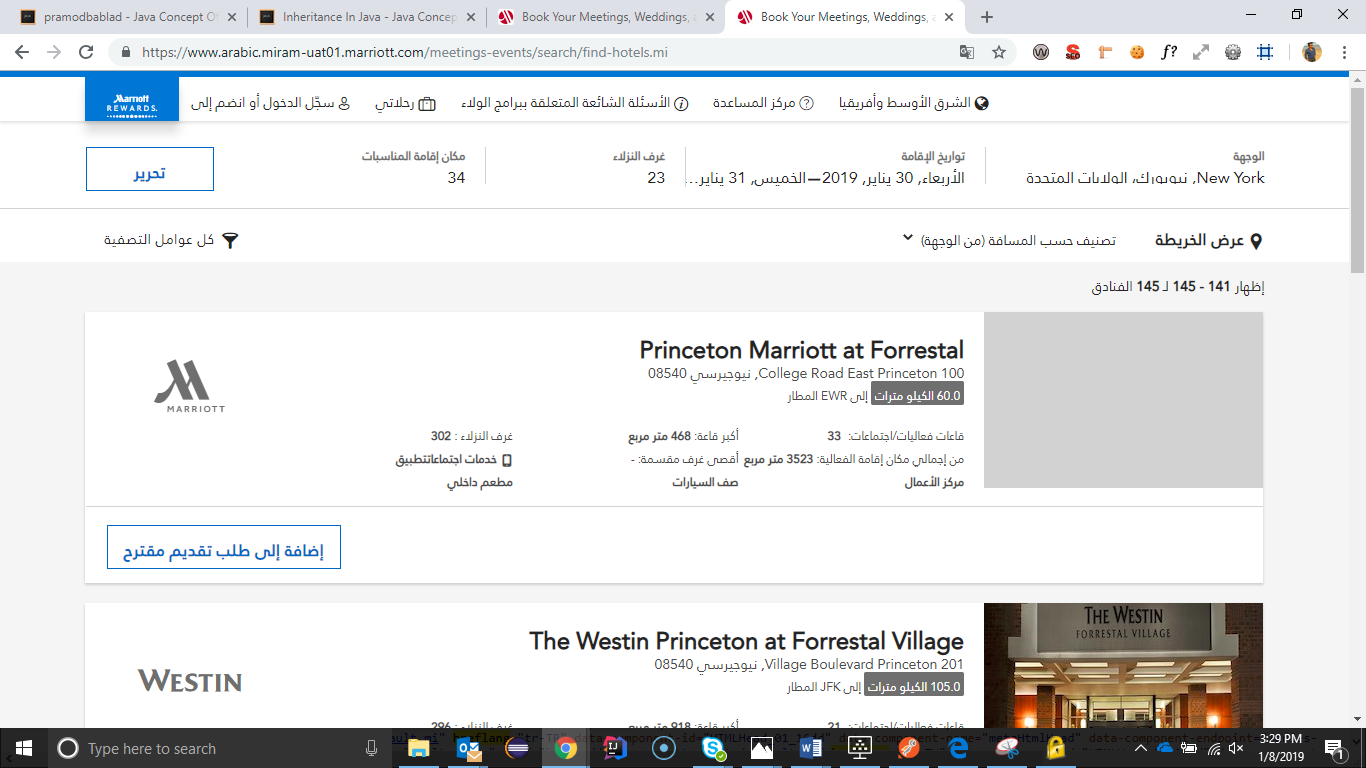 pramodbablad - Java Concept O
Inheritance In Java - Java Concep
Book Your Meetings, Weddings,
Book Your Meetings, Weddings,
https://www.arabic.miram-uat01.marriott.com/meetings-events/search/find-hotels.mi
الشرق الأوسط وأفريقيا
مركز المساعدة
الأسئلة الشائعة المتعلقة ببرامج الولاء
رحلاتي
سجّل الدخول أو انضم إلى
Marriott
REWARDS.
الوجهة
New York, نيويورك، الولايات المتحدة
تواريخ الإقامة
الأربعاء, 30 يناير, 2019—الخميس, 31 يناير...
غرف النزلاء
23
مكان إقامة المناسبات
34
تحرير
عرض الخريطة
تصنيف حسب المسافة (من الوجهة)
كل عوامل التصفية
إظهار 141 - 145 لـ 145 الفنادق
Princeton Marriott at Forrestal
College Road East Princeton 100, نيوجيرسي 08540
60.0 الكيلو مترات إلى EWR المطار
MARRIOTT
قاعات فعاليات/اجتماعات: 33
أكبر قاعة: 468 متر مربع
غرف النزلاء : 302
من إجمالي مكان إقامة الفعالية: 3523 متر مربع
أقصى غرف مقسمة: -
خدمات اجتماعاتتطبيق
مركز الأعمال
صف السيارات
مطعم داخلي
إضافة إلى طلب تقديم مقترح
The Westin Princeton at Forrestal Village
Village Boulevard Princeton 201, نيوجيرسي 08540
105.0 الكيلو مترات إلى JFK المطار
WESTIN
THE WESTIN
FORRESTAL VILLAGE
قاعات فعاليات/اجتماعات: 21
أكبر قاعة: 918 متر مربع
غرف النزلاء : 296
Type here to search
3:29 PM
1/8/2019